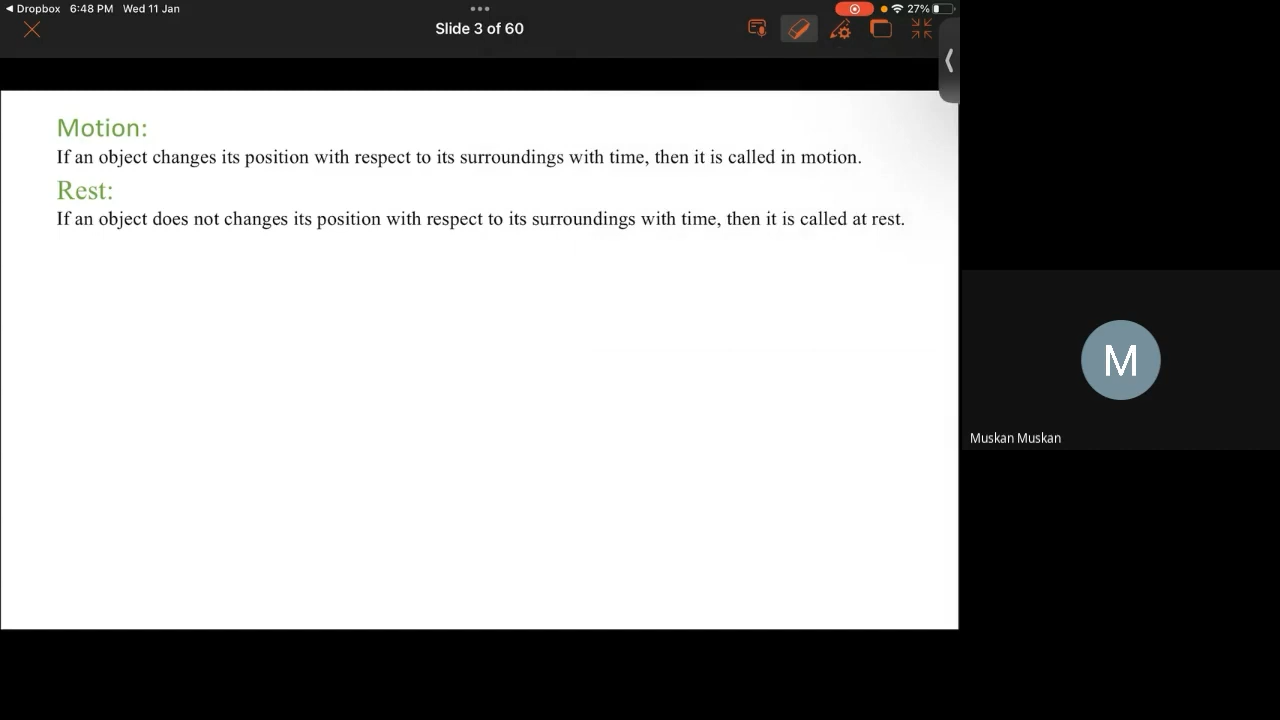 Dropbox 6:48 PM Wed 11 Jan
27%
Slide 3 of 60
Motion:
If an object changes its position with respect to its surroundings with time, then it is called in motion.
Rest:
If an object does not changes its position with respect to its surroundings with time, then it is called at rest.
M
Muskan Muskan